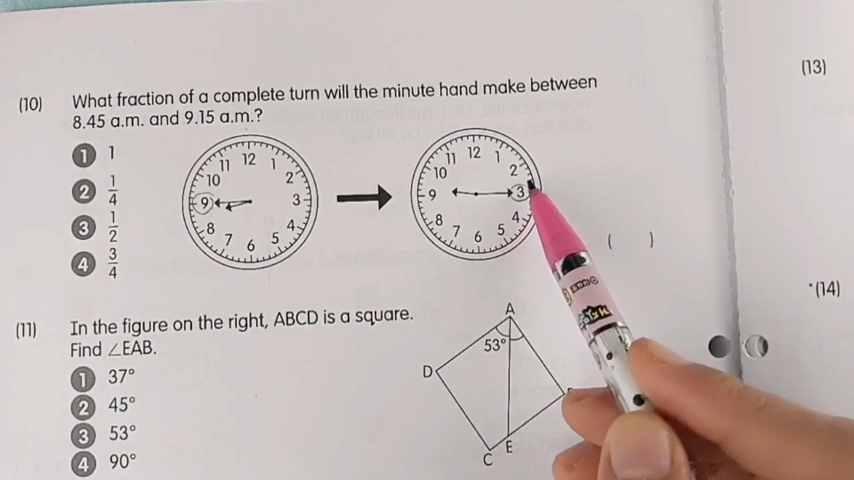 (13)
(10) What fraction of a complete turn will the minute hand make between
8.45 a.m. and 9.15 a.m.?
1 1
2 1/4
3 1/2
4 3/4
12 1 2 3 4 5 6 7 8 9 10 11
12 1 2 3 4 5 6 7 8 9 10 11
( )
(14)
(11) In the figure on the right, ABCD is a square.
Find ∠EAB.
1 37°
2 45°
3 53°
4 90°
A
53°
D
E
C